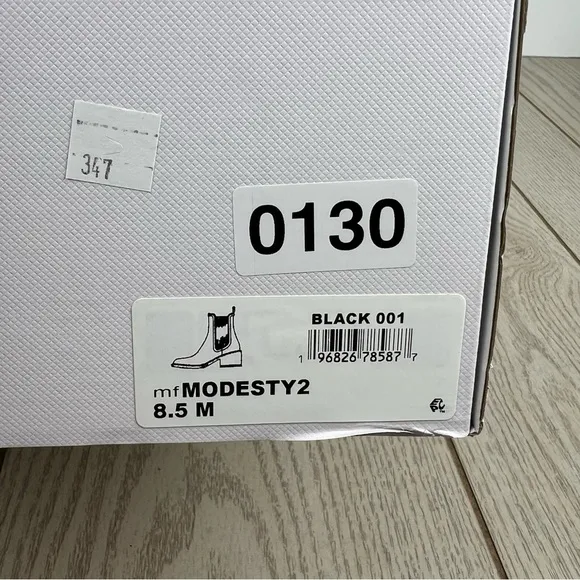 347
0130
BLACK 001
1 96826 78587 7
mfMODESTY2
8.5 M